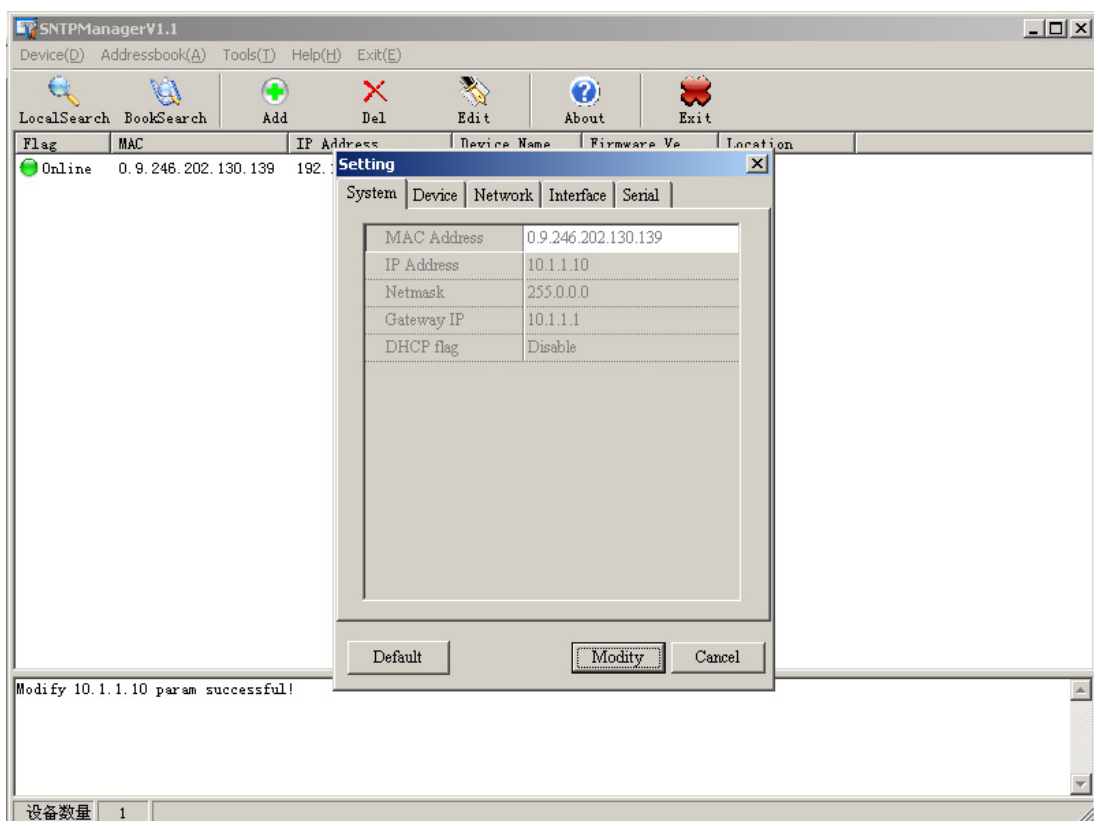 SNTPManagerV1.1
Device(D) Addressbook(A) Tools(T) Help(H) Exit(E)
LocalSearch BookSearch Add Del Edit About Exit
Flag MAC IP Address Device Name Firmware Ve Location
Online 0.9.246.202.130.139 192.
Setting
System Device Network Interface Serial
MAC Address 0.9.246.202.130.139
IP Address 10.1.1.10
Netmask 255.0.0.0
Gateway IP 10.1.1.1
DHCP flag Disable
Default Modity Cancel
Modify 10.1.1.10 param successful!
设备数量 1